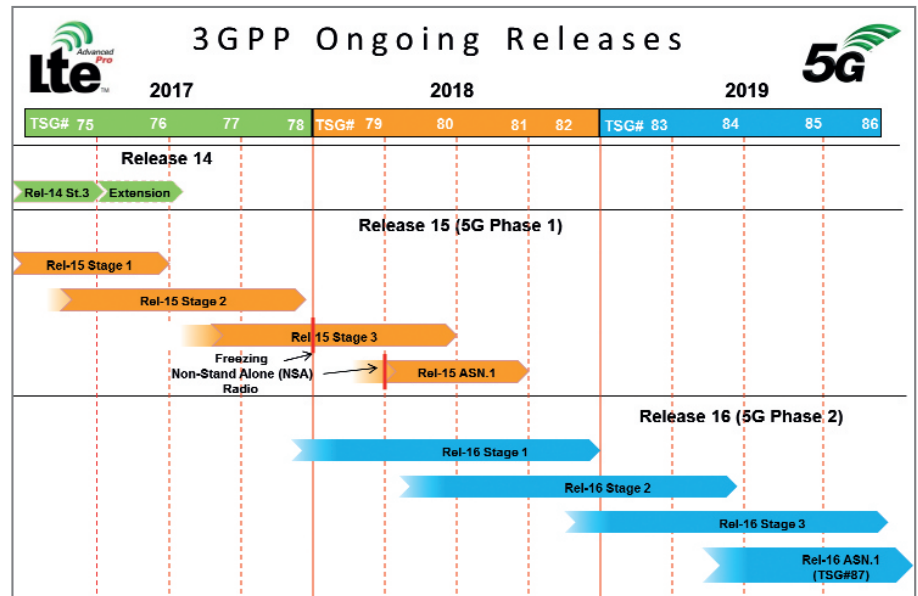 3GPP Ongoing Releases
LTE
Advanced
Pro
TM
5G
2017
2018
2019
TSG# 75 76 77 78 TSG# 79 80 81 82 TSG# 83 84 85 86
Release 14
Rel-14 St.3
Extension
Release 15 (5G Phase 1)
Rel-15 Stage 1
Rel-15 Stage 2
Rel-15 Stage 3
Freezing
Non-Stand Alone (NSA)
Radio
Rel-15 ASN.1
Release 16 (5G Phase 2)
Rel-16 Stage 1
Rel-16 Stage 2
Rel-16 Stage 3
Rel-16 ASN.1
(TSG#87)